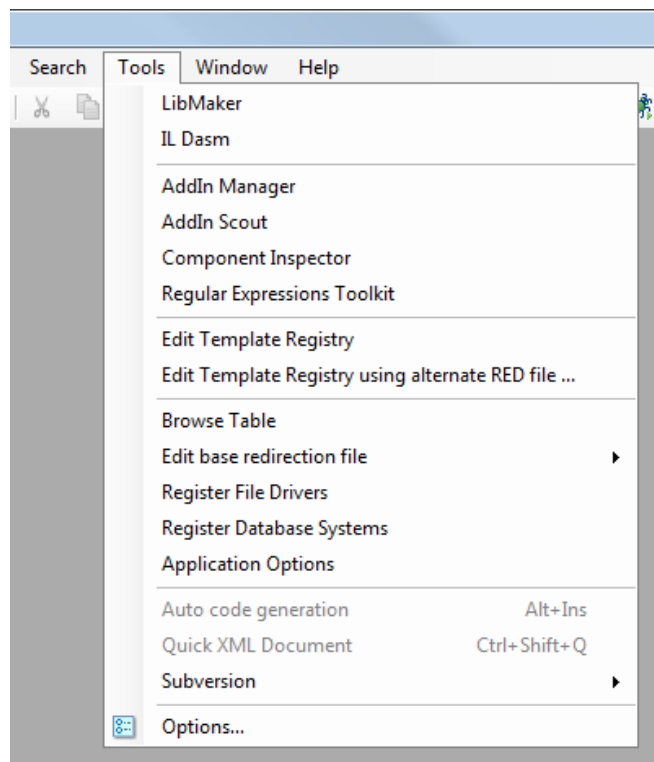 Search Tools Window Help
LibMaker
IL Dasm
AddIn Manager
AddIn Scout
Component Inspector
Regular Expressions Toolkit
Edit Template Registry
Edit Template Registry using alternate RED file ...
Browse Table
Edit base redirection file
Register File Drivers
Register Database Systems
Application Options
Auto code generation Alt+Ins
Quick XML Document Ctrl+Shift+Q
Subversion
Options...